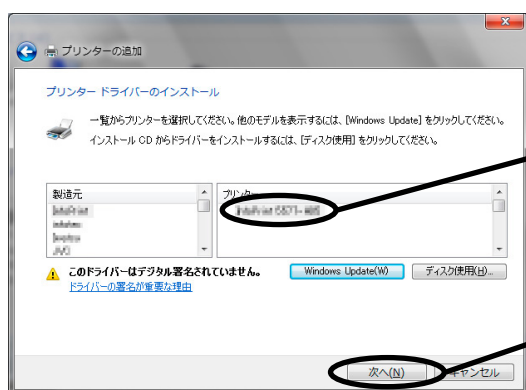 プリンターの追加
プリンター ドライバーのインストール
一覧からプリンターを選択してください。他のモデルを表示するには、[Windows Update] をクリックしてください。
インストール CD からドライバーをインストールするには、[ディスク使用] をクリックしてください。
製造元
プリンター
このドライバーはデジタル署名されていません。
Windows Update(W)
ディスク使用(H)...
ドライバーの署名が重要な理由
次へ(N)
キャンセル